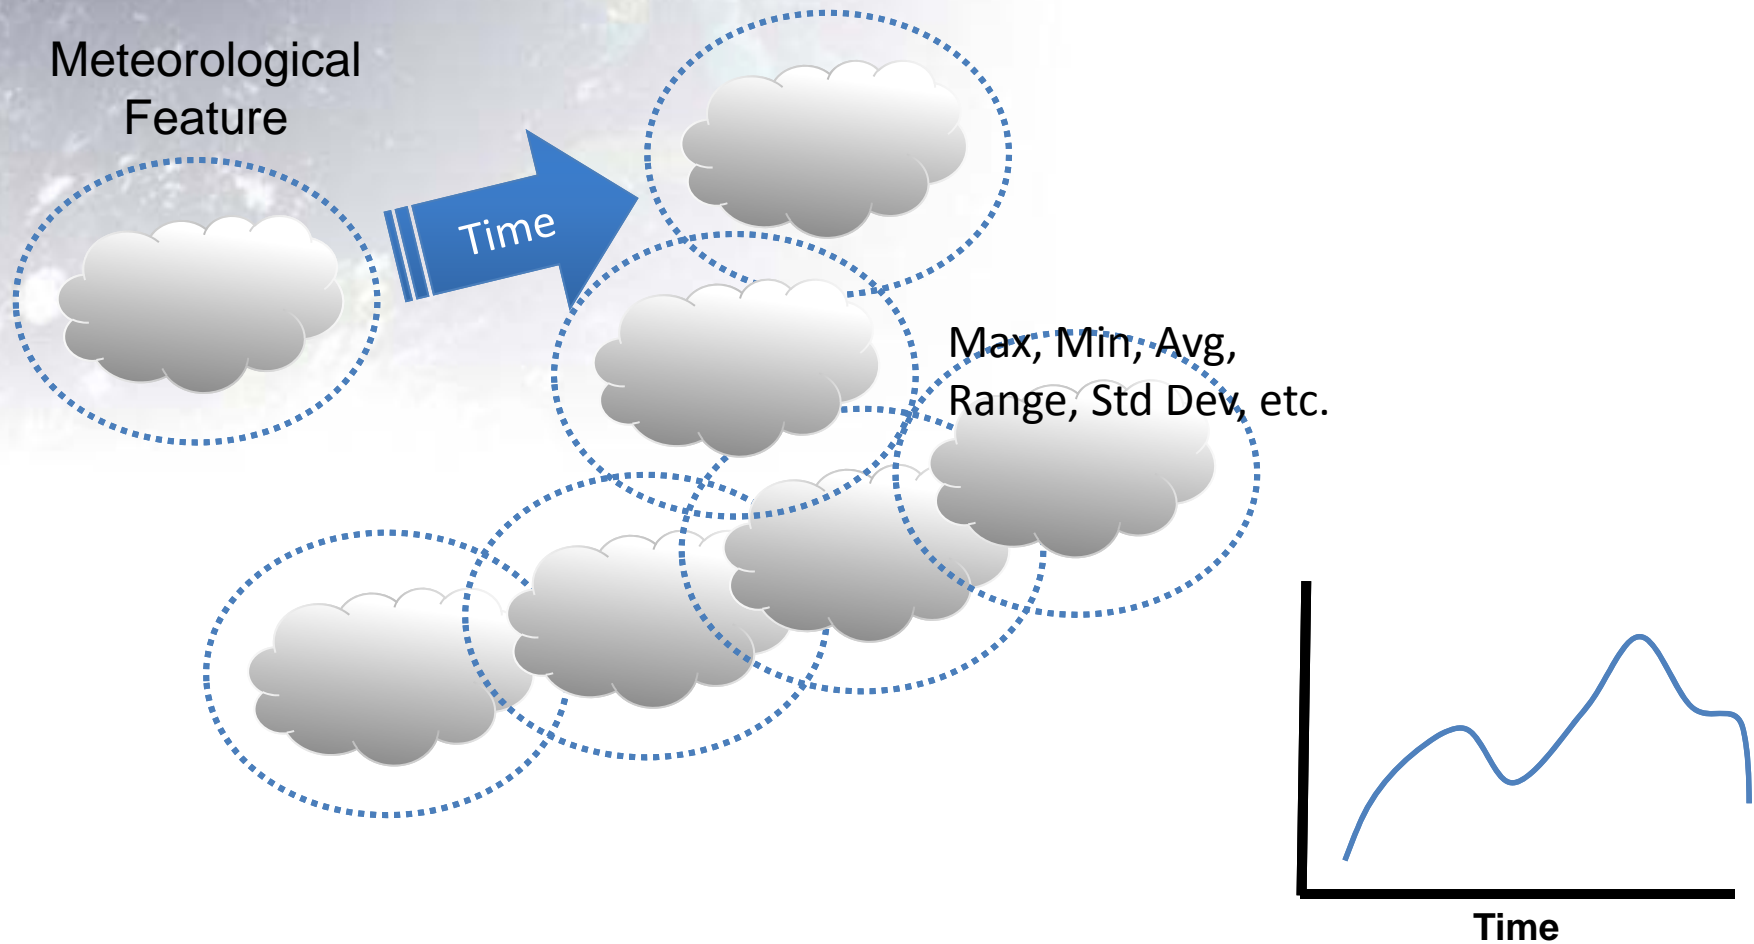 Meteorological
Feature
Time
Max, Min, Avg,
Range, Std Dev, etc.
Time